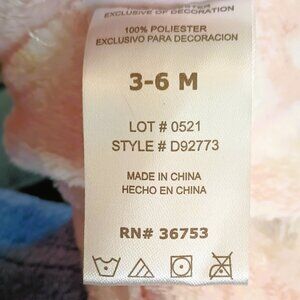 EXCLUSIVE OF DECORATION
100% POLIESTER
EXCLUSIVO PARA DECORACION
3-6 M
LOT # 0521
STYLE # D92773
MADE IN CHINA
HECHO EN CHINA
RN# 36753